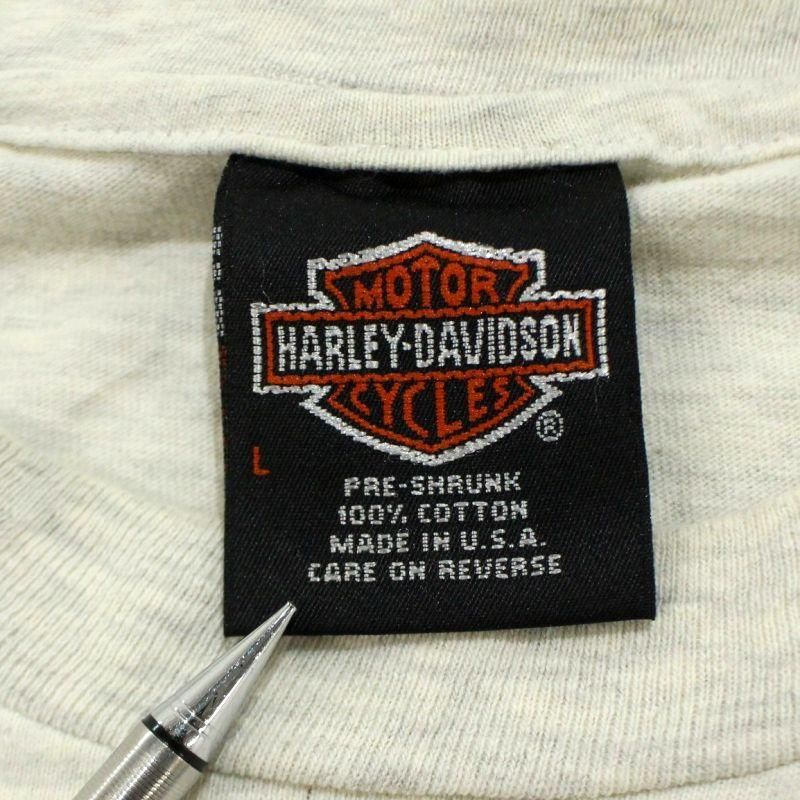 MOTOR
HARLEY-DAVIDSON
CYCLES
®
L
PRE-SHRUNK
100% COTTON
MADE IN U.S.A.
CARE ON REVERSE